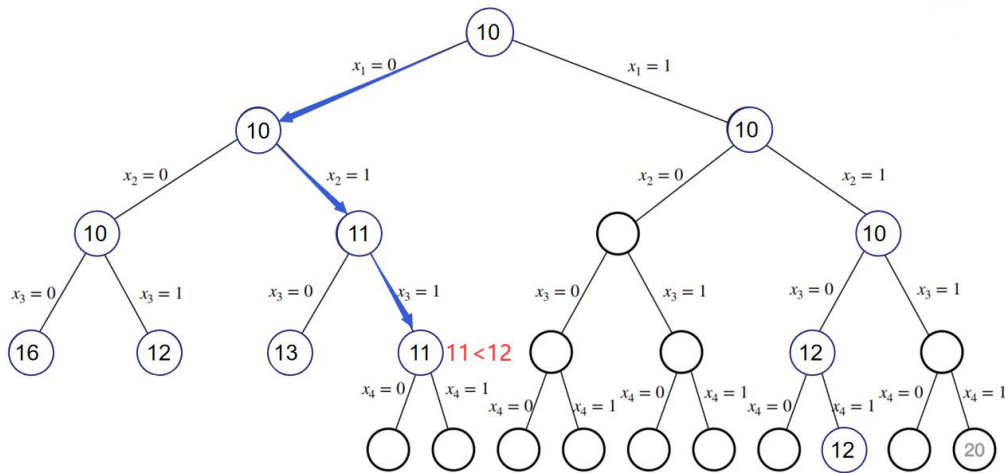 10
x₁ = 0
x₁ = 1
10
10
x₂ = 0
x₂ = 1
x₂ = 0
x₂ = 1
10
11
10
x₃ = 0
x₃ = 1
x₃ = 0
x₃ = 1
x₃ = 0
x₃ = 1
x₃ = 0
x₃ = 1
16
12
13
11
11<12
12
x₄ = 0
x₄ = 1
x₄ = 0
x₄ = 1
x₄ = 0
x₄ = 1
x₄ = 0
x₄ = 1
x₄ = 0
x₄ = 1
12
20